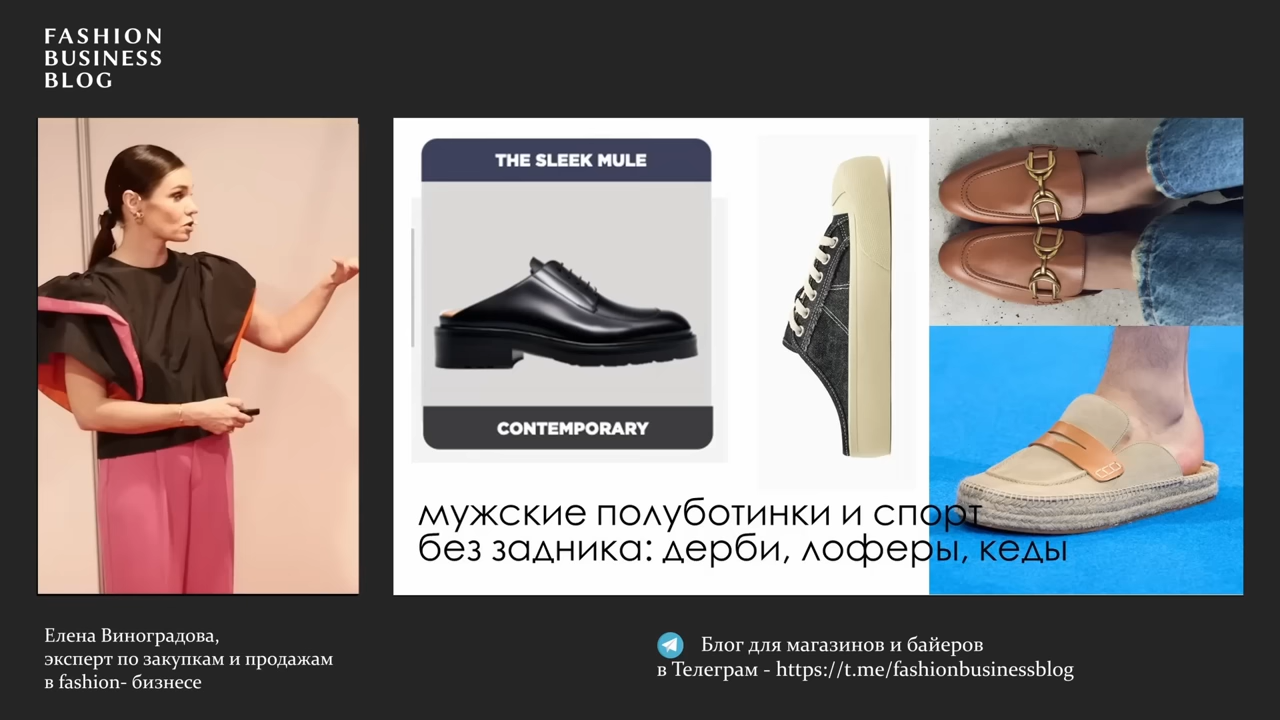 FASHION
BUSINESS
BLOG
THE SLEEK MULE
CONTEMPORARY
мужские полуботинки и спорт
без задника: дерби, лоферы, кеды
Елена Виноградова,
эксперт по закупкам и продажам
в fashion- бизнесе
Блог для магазинов и байеров
в Телеграм - https://t.me/fashionbusinessblog